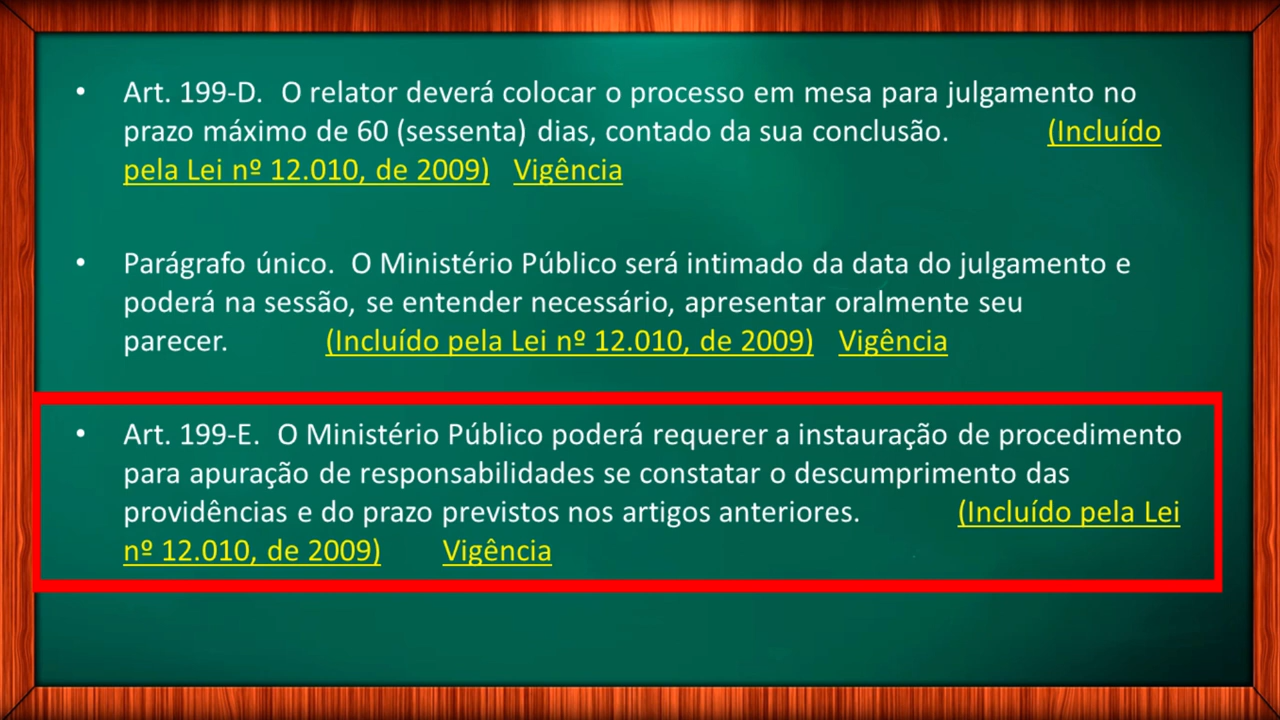 • Art. 199-D. O relator deverá colocar o processo em mesa para julgamento no
prazo máximo de 60 (sessenta) dias, contado da sua conclusão. (Incluído
pela Lei nº 12.010, de 2009) Vigência
• Parágrafo único. O Ministério Público será intimado da data do julgamento e
poderá na sessão, se entender necessário, apresentar oralmente seu
parecer. (Incluído pela Lei nº 12.010, de 2009) Vigência
• Art. 199-E. O Ministério Público poderá requerer a instauração de procedimento
para apuração de responsabilidades se constatar o descumprimento das
providências e do prazo previstos nos artigos anteriores. (Incluído pela Lei
nº 12.010, de 2009) Vigência